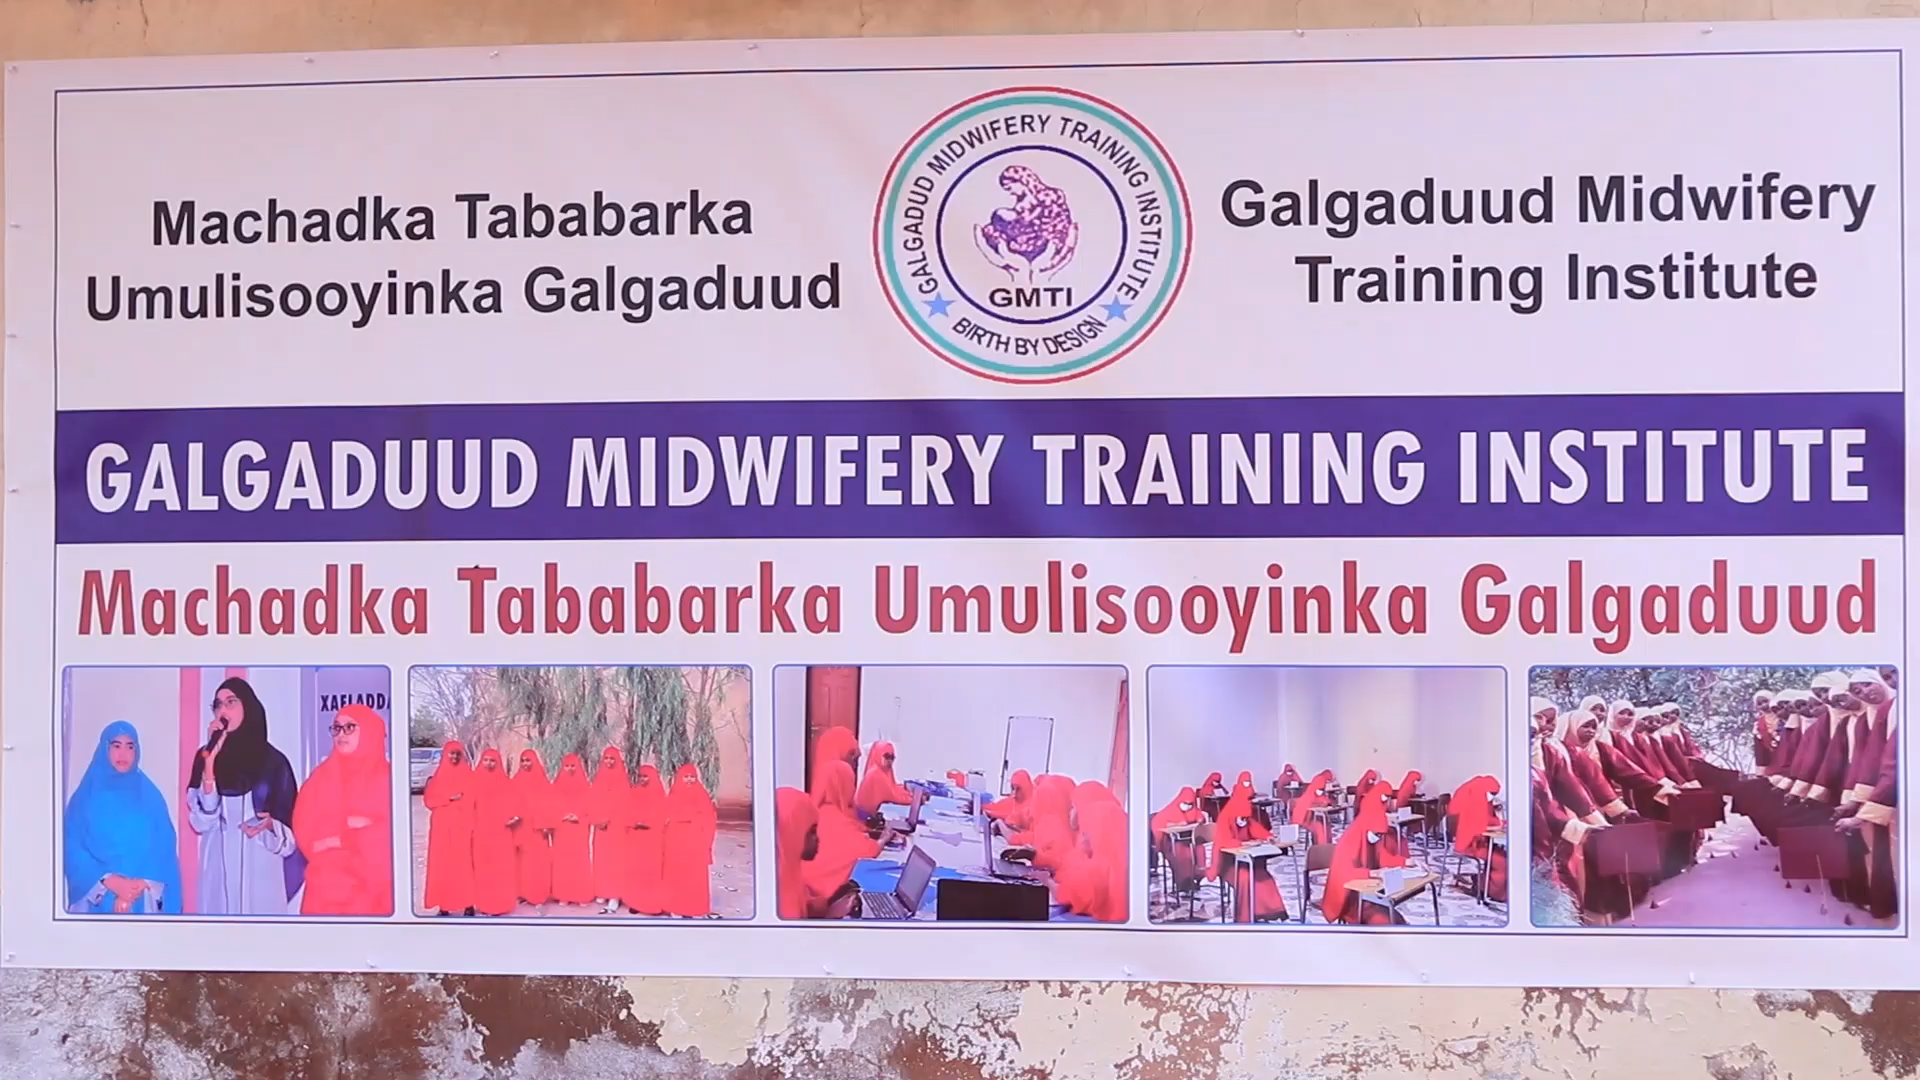 Machadka Tababarka
Umulisooyinka Galgaduud
GALGADUUD MIDWIFERY TRAINING INSTITUTE
GMTI
BIRTH BY DESIGN
Galgaduud Midwifery
Training Institute
GALGADUUD MIDWIFERY TRAINING INSTITUTE
Machadka Tababarka Umulisooyinka Galgaduud